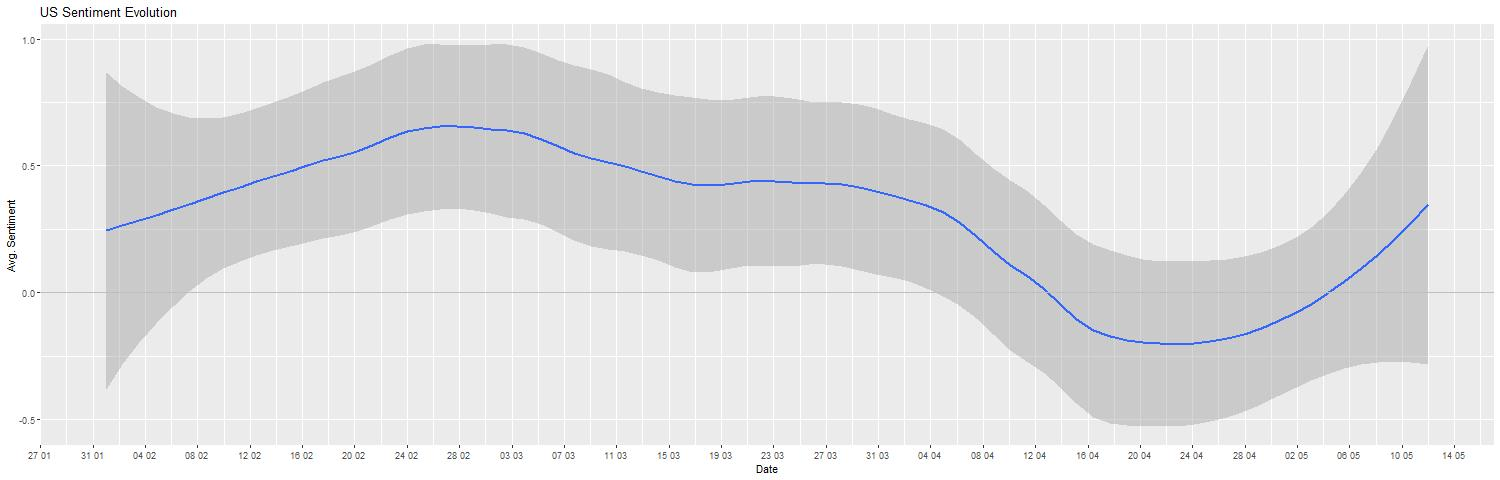 US Sentiment Evolution
Avg. Sentiment
1.0
0.5
0.0
-0.5
27 01 31 01 04 02 08 02 12 02 16 02 20 02 24 02 28 02 03 03 07 03 11 03 15 03 19 03 23 03 27 03 31 03 04 04 08 04 12 04 16 04 20 04 24 04 28 04 02 05 06 05 10 05 14 05
Date